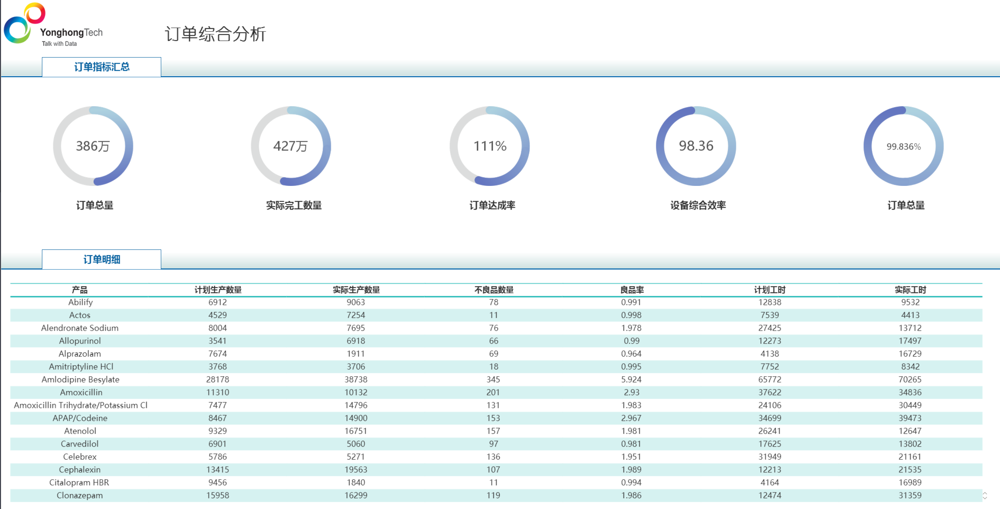 YonghongTech
Talk with Data
订单综合分析
订单指标汇总
386万 427万 111% 98.36 99.836%
订单总量 实际完工数量 订单达成率 设备综合效率 订单总量
订单明细
产品 计划生产数量 实际生产数量 不良品数量 良品率 计划工时 实际工时
Abilify 6912 9063 78 0.991 12838 9532
Actos 4529 7254 11 0.998 7539 4413
Alendronate Sodium 8004 7695 76 1.978 27425 13712
Allopurinol 3541 6918 66 0.99 12273 17497
Alprazolam 7674 1911 69 0.964 4138 16729
Amitriptyline HCl 3768 3706 18 0.995 7752 8342
Amlodipine Besylate 28178 38738 345 5.924 65772 70265
Amoxicillin 11310 10132 201 2.93 37622 34836
Amoxicillin Trihydrate/Potassium Cl 7477 14796 131 1.983 24106 30449
APAP/Codeine 8467 14900 153 2.967 34699 39473
Atenolol 9329 16751 157 1.981 26241 12647
Carvedilol 6901 5060 97 0.981 17625 13802
Celebrex 5786 5271 136 1.951 31949 21161
Cephalexin 13415 19563 107 1.989 12213 21535
Citalopram HBR 9456 1840 11 0.994 4164 16989
Clonazepam 15958 16299 119 1.986 12474 31359